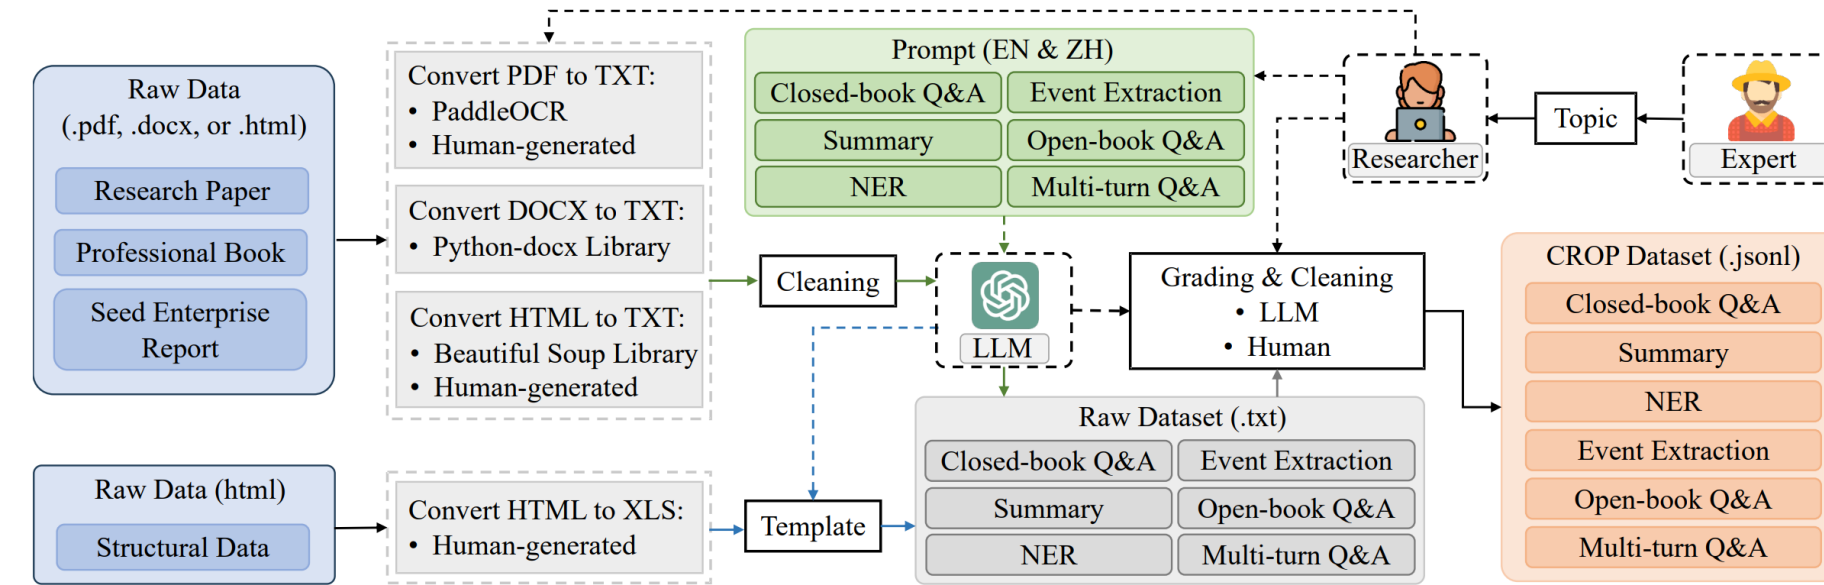 Raw Data
(.pdf, .docx, or .html)
Research Paper
Professional Book
Seed Enterprise
Report
Raw Data (html)
Structural Data
Convert PDF to TXT:
• PaddleOCR
• Human-generated
Convert DOCX to TXT:
• Python-docx Library
Convert HTML to TXT:
• Beautiful Soup Library
• Human-generated
Convert HTML to XLS:
• Human-generated
Cleaning
Template
Prompt (EN & ZH)
Closed-book Q&A
Event Extraction
Summary
Open-book Q&A
NER
Multi-turn Q&A
LLM
Raw Dataset (.txt)
Closed-book Q&A
Event Extraction
Summary
Open-book Q&A
NER
Multi-turn Q&A
Grading & Cleaning
• LLM
• Human
Researcher
Topic
Expert
CROP Dataset (.jsonl)
Closed-book Q&A
Summary
NER
Event Extraction
Open-book Q&A
Multi-turn Q&A